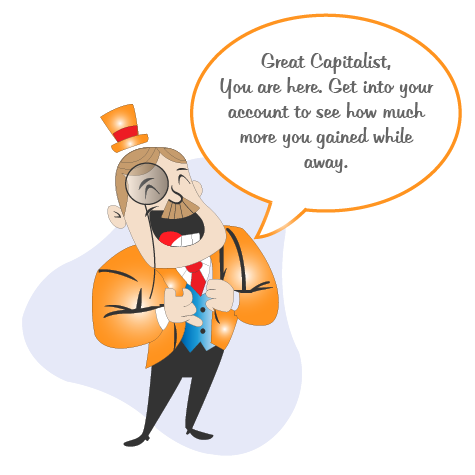 Great Capitalist,
You are here. Get into your
account to see how much
more you gained while
away.